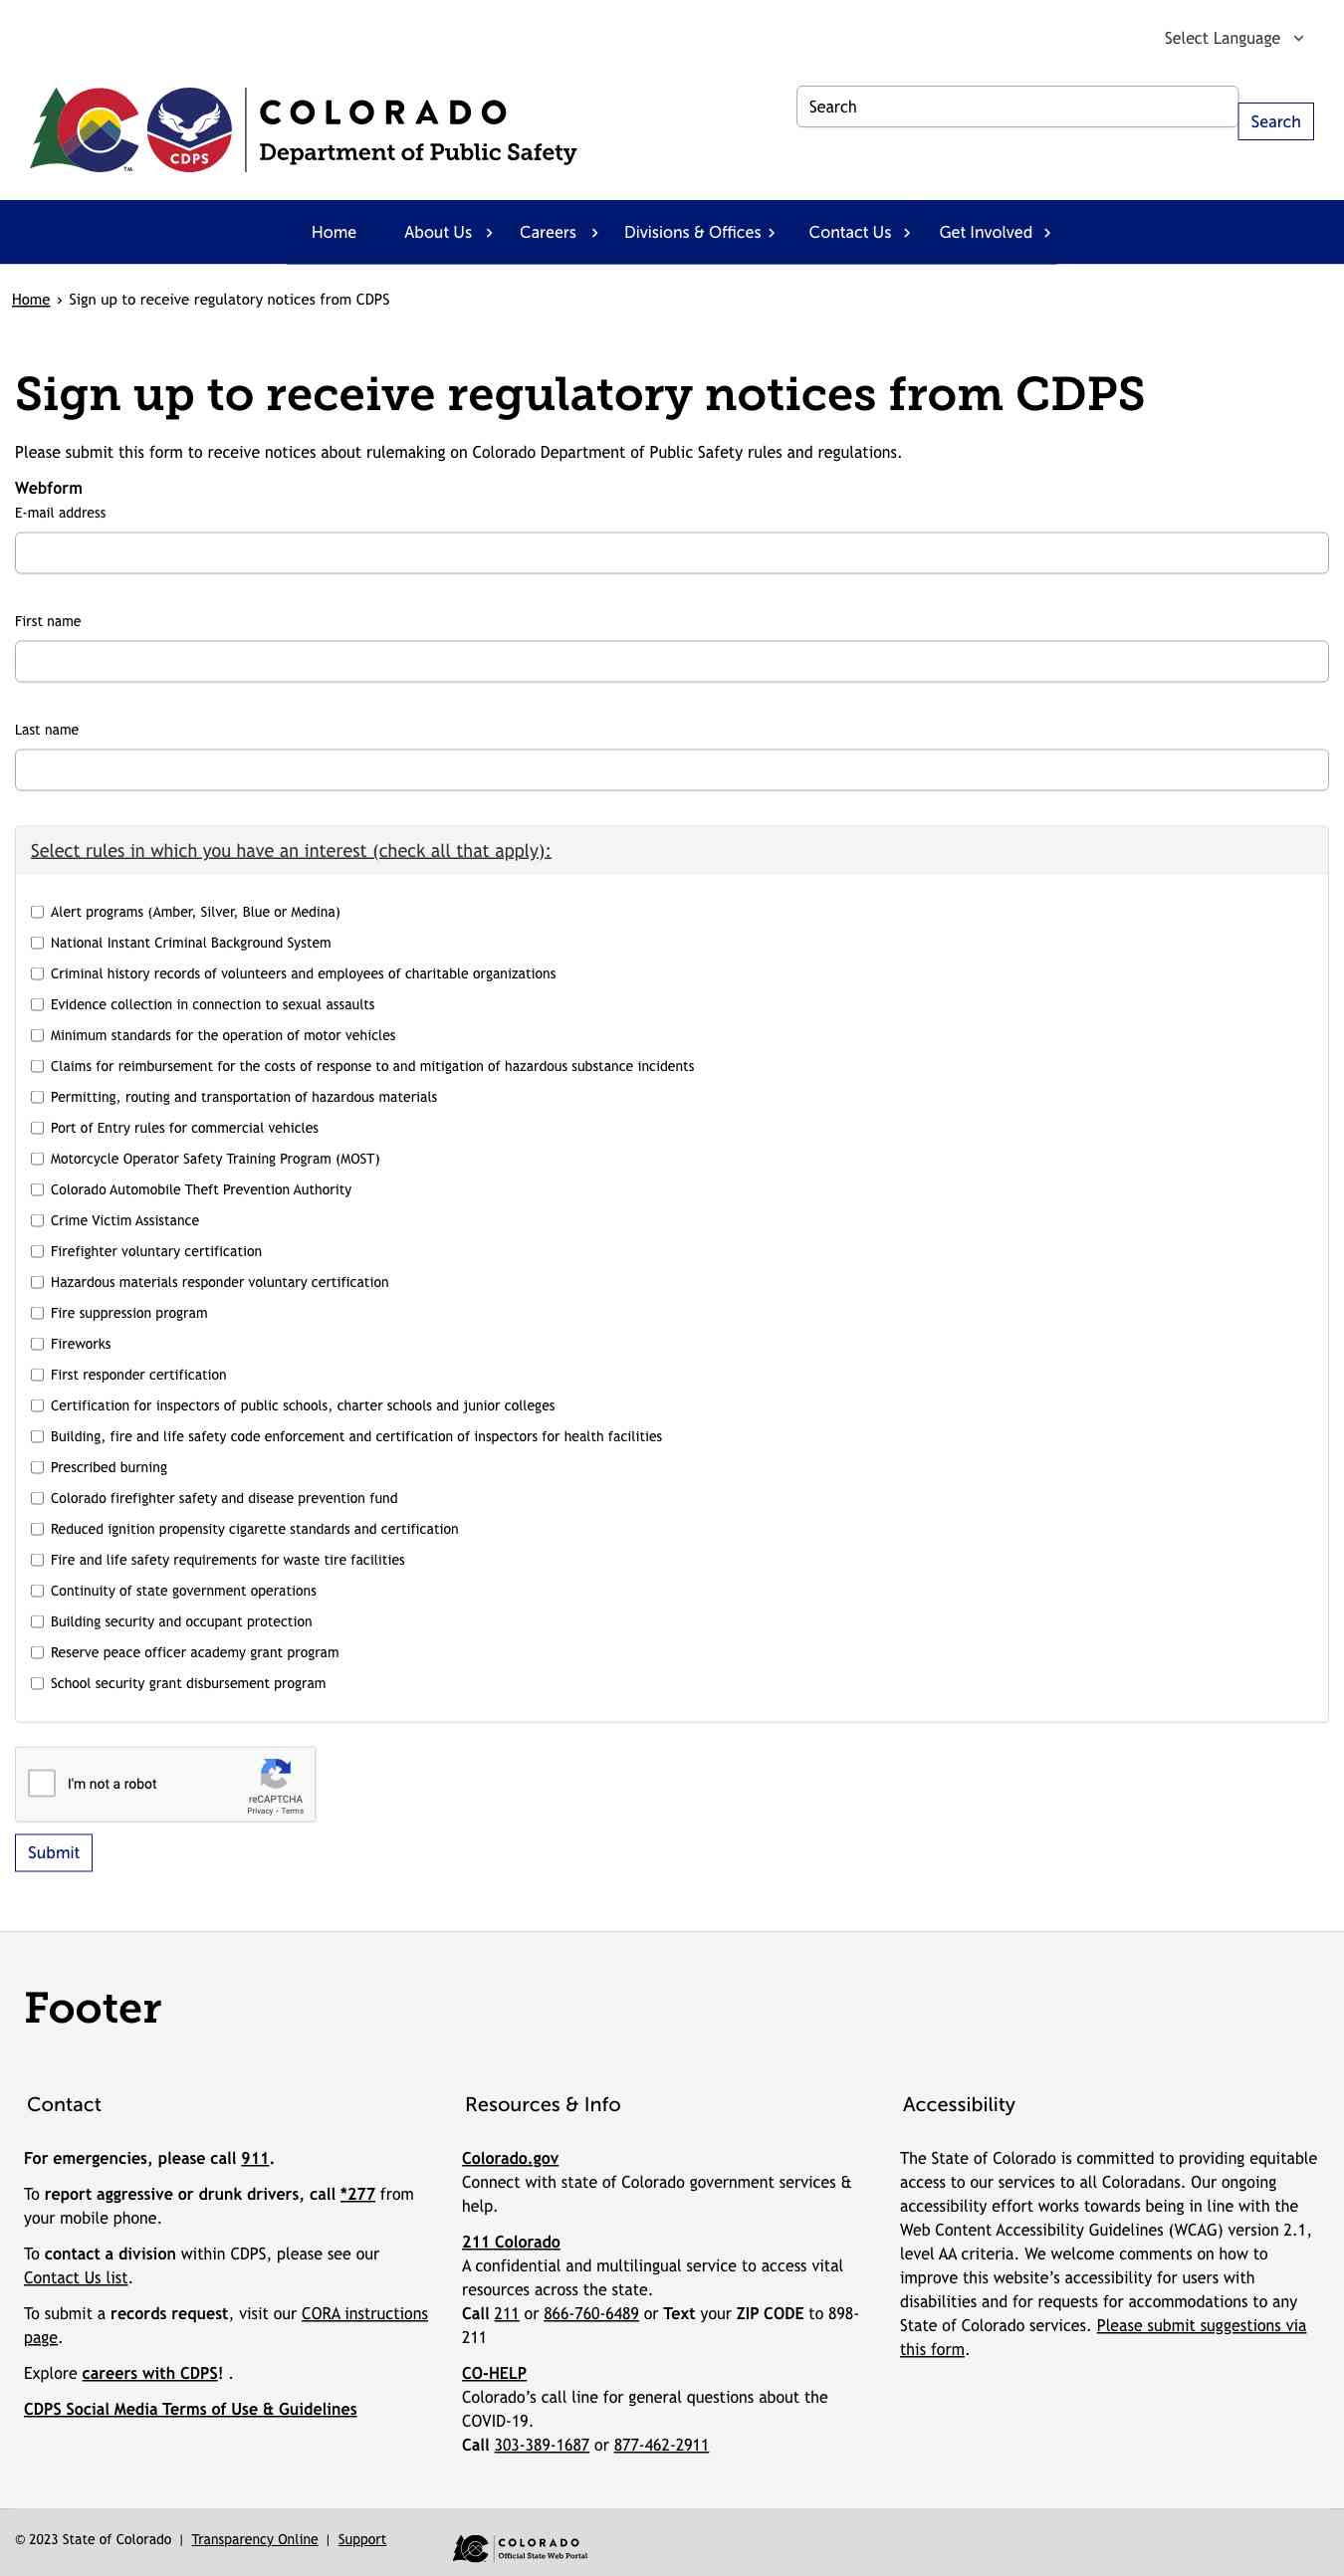 Select Language
CDPS
TM
COLORADO
Department of Public Safety
Search
Search
Home
About Us
Careers
Divisions & Offices
Contact Us
Get Involved
Home › Sign up to receive regulatory notices from CDPS
Sign up to receive regulatory notices from CDPS
Please submit this form to receive notices about rulemaking on Colorado Department of Public Safety rules and regulations.
Webform
E-mail address
First name
Last name
Select rules in which you have an interest (check all that apply):
Alert programs (Amber, Silver, Blue or Medina)
National Instant Criminal Background System
Criminal history records of volunteers and employees of charitable organizations
Evidence collection in connection to sexual assaults
Minimum standards for the operation of motor vehicles
Claims for reimbursement for the costs of response to and mitigation of hazardous substance incidents
Permitting, routing and transportation of hazardous materials
Port of Entry rules for commercial vehicles
Motorcycle Operator Safety Training Program (MOST)
Colorado Automobile Theft Prevention Authority
Crime Victim Assistance
Firefighter voluntary certification
Hazardous materials responder voluntary certification
Fire suppression program
Fireworks
First responder certification
Certification for inspectors of public schools, charter schools and junior colleges
Building, fire and life safety code enforcement and certification of inspectors for health facilities
Prescribed burning
Colorado firefighter safety and disease prevention fund
Reduced ignition propensity cigarette standards and certification
Fire and life safety requirements for waste tire facilities
Continuity of state government operations
Building security and occupant protection
Reserve peace officer academy grant program
School security grant disbursement program
I'm not a robot
reCAPTCHA
Privacy - Terms
Submit
Footer
Contact
For emergencies, please call 911.
To report aggressive or drunk drivers, call *277 from
your mobile phone.
To contact a division within CDPS, please see our
Contact Us list.
To submit a records request, visit our CORA instructions
page.
Explore careers with CDPS! .
CDPS Social Media Terms of Use & Guidelines
Resources & Info
Colorado.gov
Connect with state of Colorado government services &
help.
211 Colorado
A confidential and multilingual service to access vital
resources across the state.
Call 211 or 866-760-6489 or Text your ZIP CODE to 898-
211
CO-HELP
Colorado’s call line for general questions about the
COVID-19.
Call 303-389-1687 or 877-462-2911
Accessibility
The State of Colorado is committed to providing equitable
access to our services to all Coloradans. Our ongoing
accessibility effort works towards being in line with the
Web Content Accessibility Guidelines (WCAG) version 2.1,
level AA criteria. We welcome comments on how to
improve this website’s accessibility for users with
disabilities and for requests for accommodations to any
State of Colorado services. Please submit suggestions via
this form.
© 2023 State of Colorado | Transparency Online | Support
COLORADO
Official State Web Portal